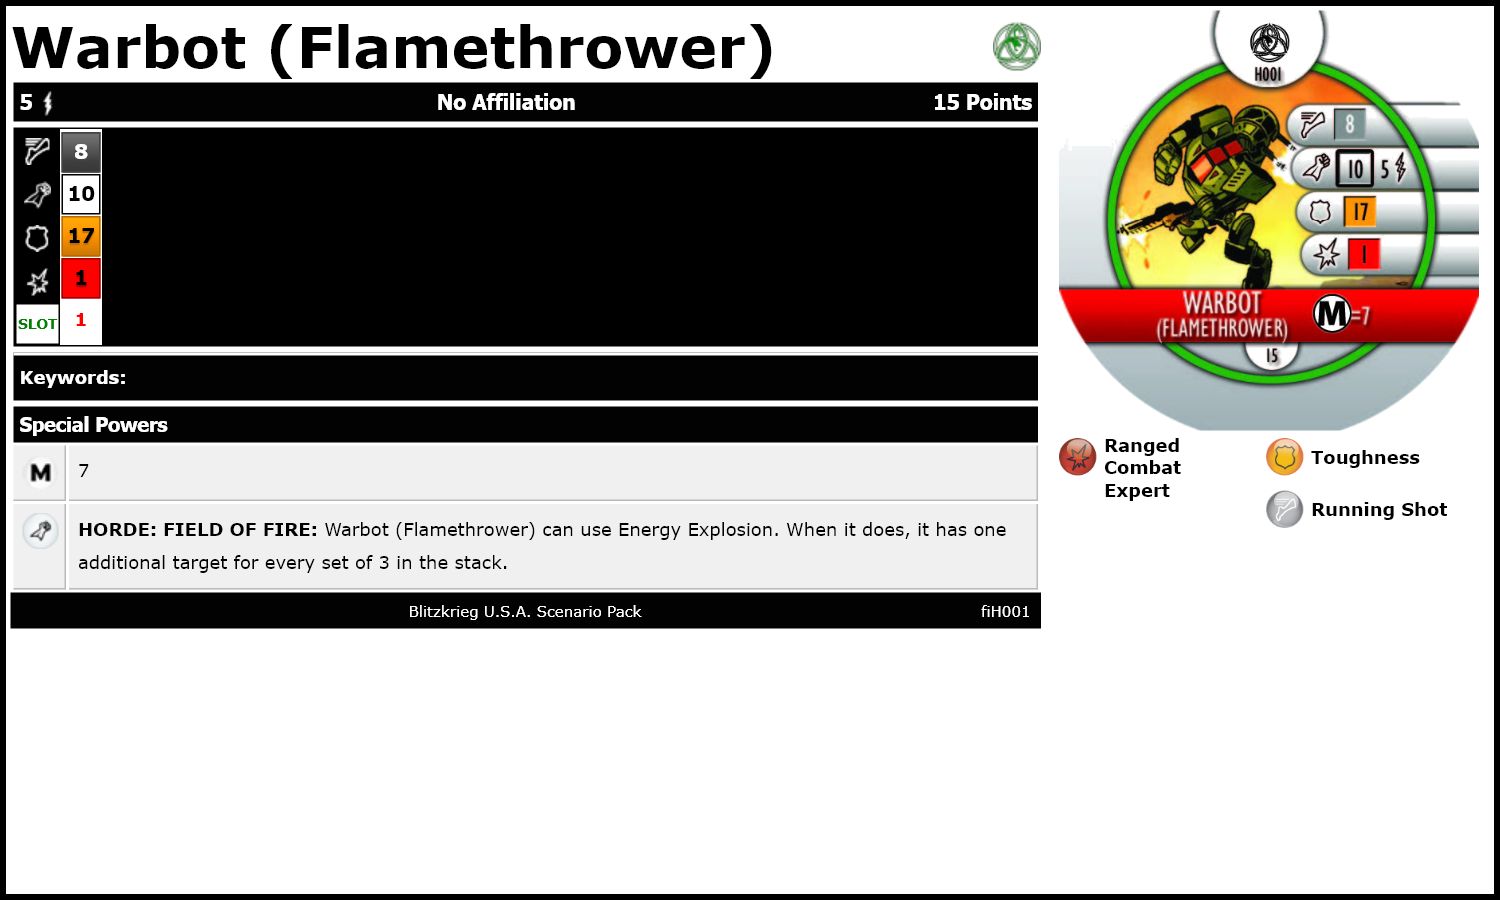 Warbot (Flamethrower)
5 No Affiliation 15 Points
8
10
17
1
SLOT 1
Keywords:
Special Powers
M 7
HORDE: FIELD OF FIRE: Warbot (Flamethrower) can use Energy Explosion. When it does, it has one
additional target for every set of 3 in the stack.
Blitzkrieg U.S.A. Scenario Pack fiH001
H001
8
10 5
17
1
WARBOT
(FLAMETHROWER)
M=7
15
Ranged
Combat
Expert
Toughness
Running Shot